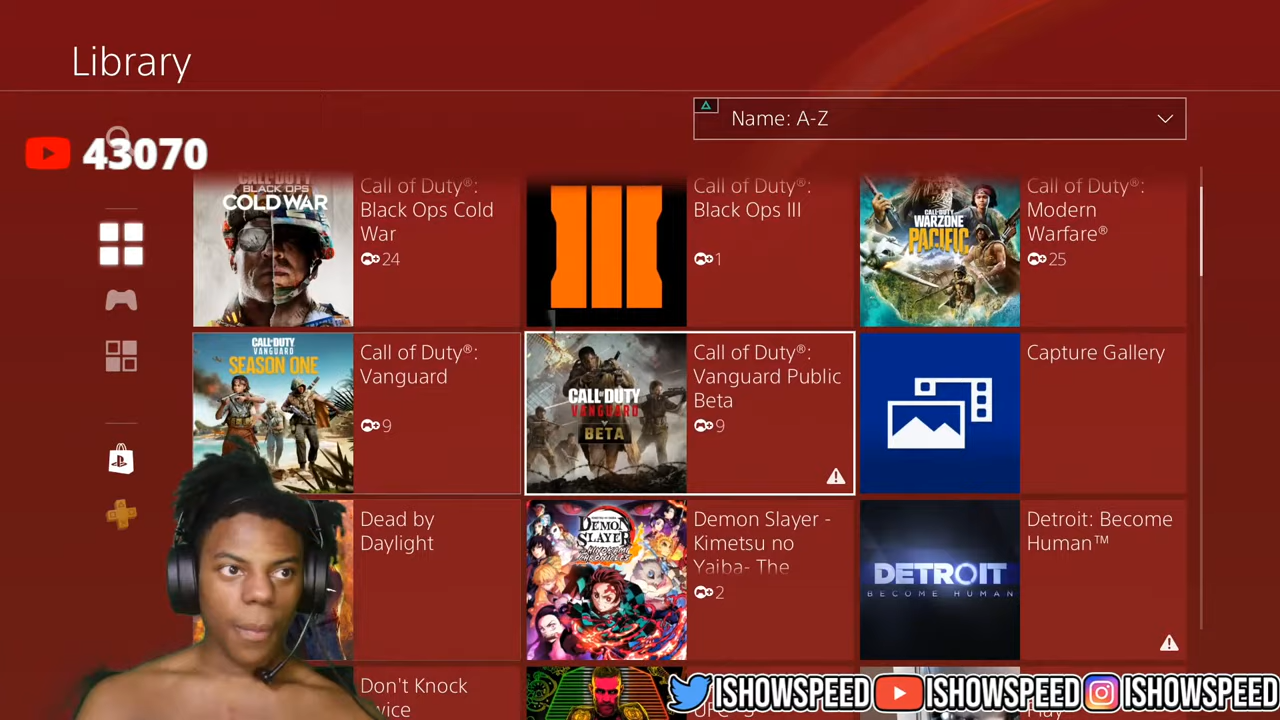 Library
Name: A-Z
43070
BLACK OPS
COLD WAR
Call of Duty®:
Black Ops Cold
War
24
Call of Duty®:
Black Ops III
1
CALL OF DUTY
WARZONE
PACIFIC
Call of Duty®:
Modern
Warfare®
25
CALL OF DUTY
VANGUARD
SEASON ONE
Call of Duty®:
Vanguard
9
CALL OF DUTY
VANGUARD
BETA
Call of Duty®:
Vanguard Public
Beta
9
Capture Gallery
Dead by
Daylight
DEMON
SLAYER
Demon Slayer -
Kimetsu no
Yaiba- The
2
DETROIT
BECOME HUMAN
Detroit: Become
Human™
Don't Knock
Twice
ISHOWSPEED
ISHOWSPEED
ISHOWSPEED